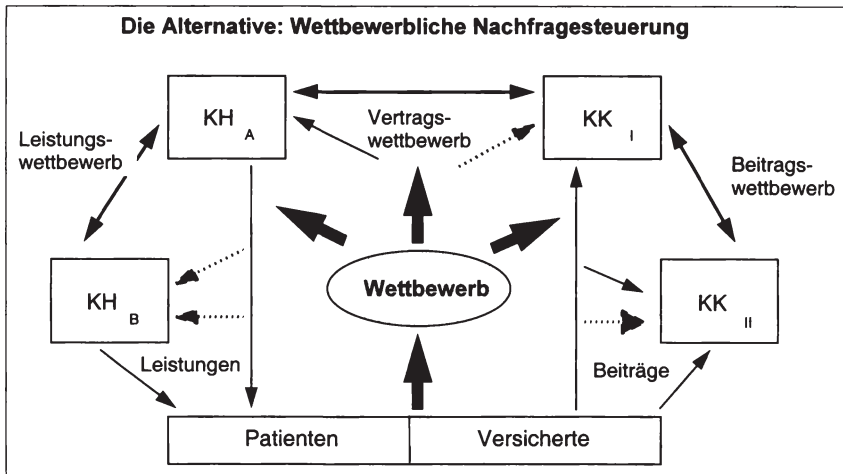 Die Alternative: Wettbewerbliche Nachfragesteuerung
KH A
Vertrags-
wettbewerb
KK I
Leistungs-
wettbewerb
Beitrags-
wettbewerb
KH B
Wettbewerb
KK II
Leistungen
Beiträge
Patienten
Versicherte